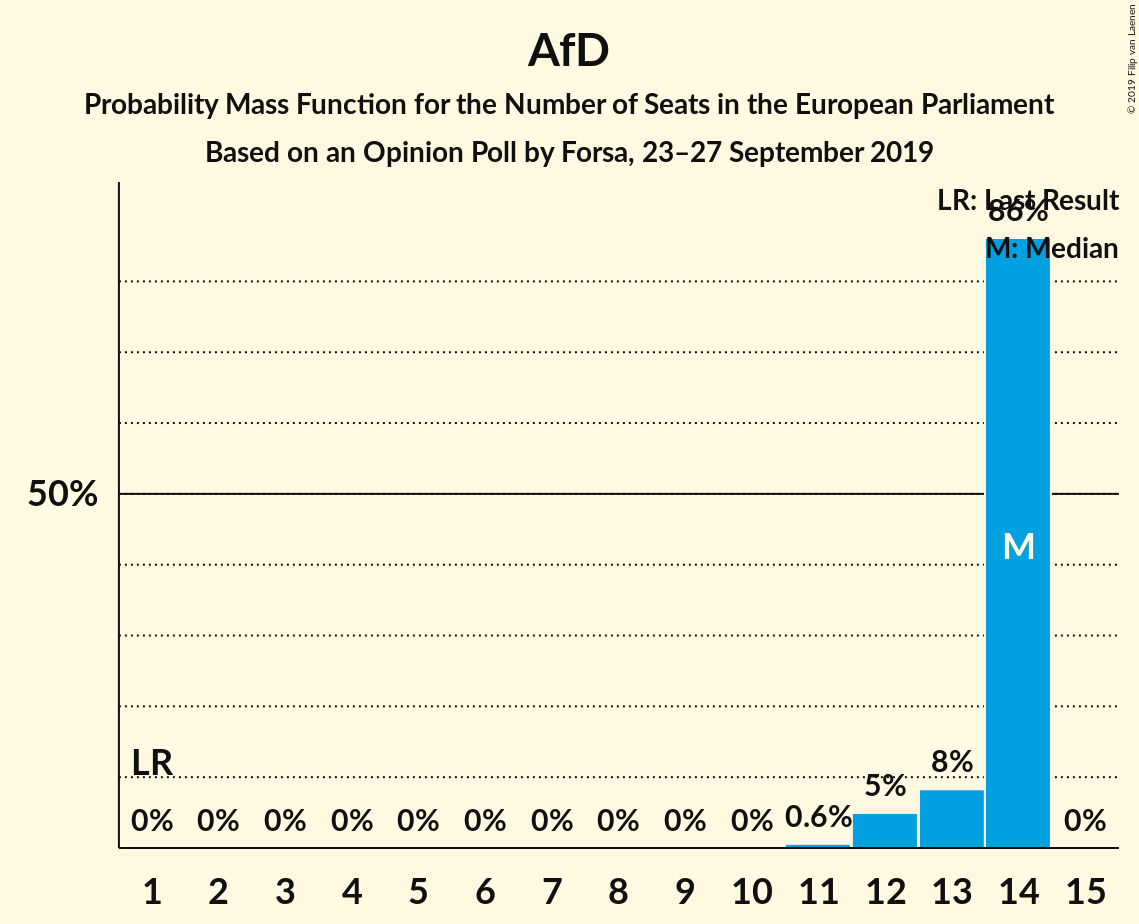 AfD
Probability Mass Function for the Number of Seats in the European Parliament
Based on an Opinion Poll by Forsa, 23–27 September 2019
© 2019 Filip van Laenen
LR: Last Result
86%
M: Median
50%
M
LR
0% 0% 0% 0% 0% 0% 0% 0% 0% 0% 0.6% 5% 8% 0%
1 2 3 4 5 6 7 8 9 10 11 12 13 14 15